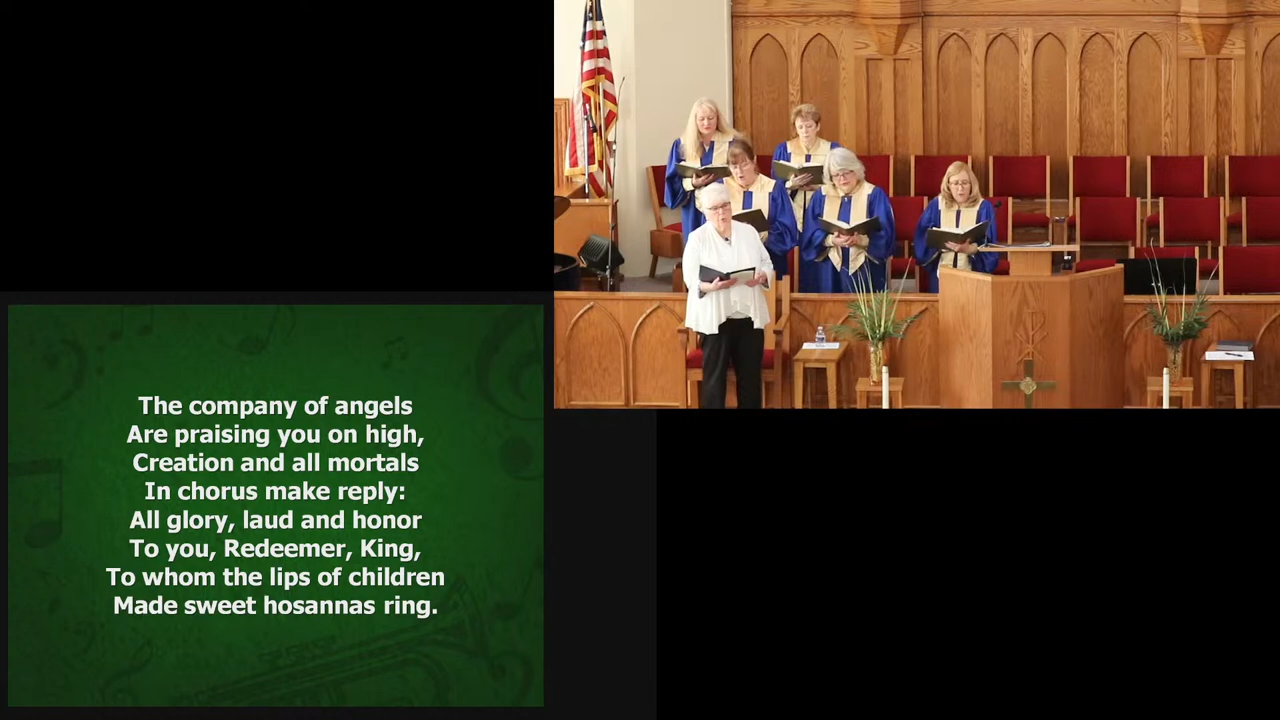 The company of angels
Are praising you on high,
Creation and all mortals
In chorus make reply:
All glory, laud and honor
To you, Redeemer, King,
To whom the lips of children
Made sweet hosannas ring.